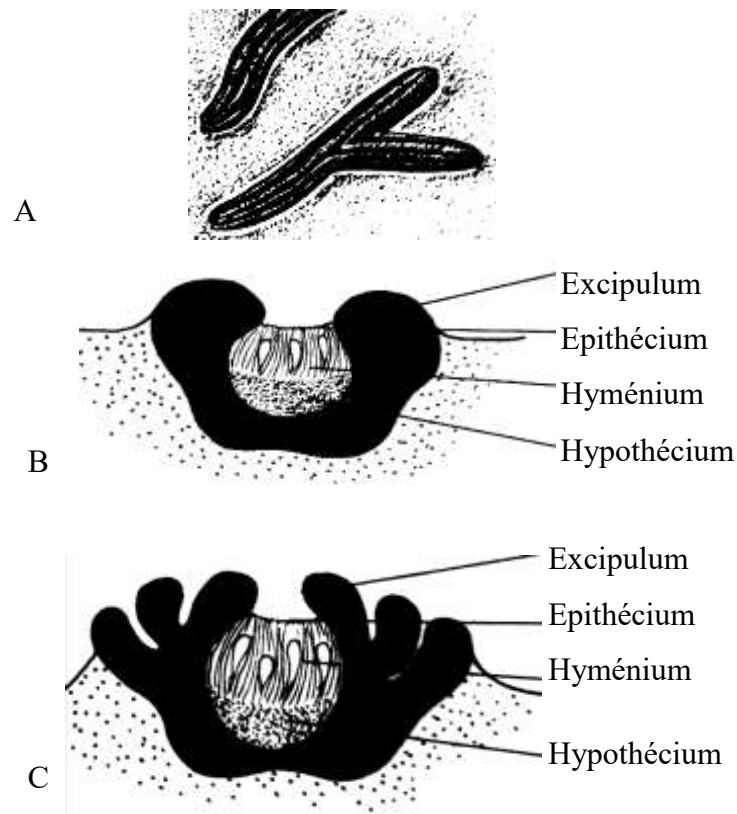 A
Excipulum
Epithécium
Hyménium
Hypothécium
B
Excipulum
Epithécium
Hyménium
Hypothécium
C